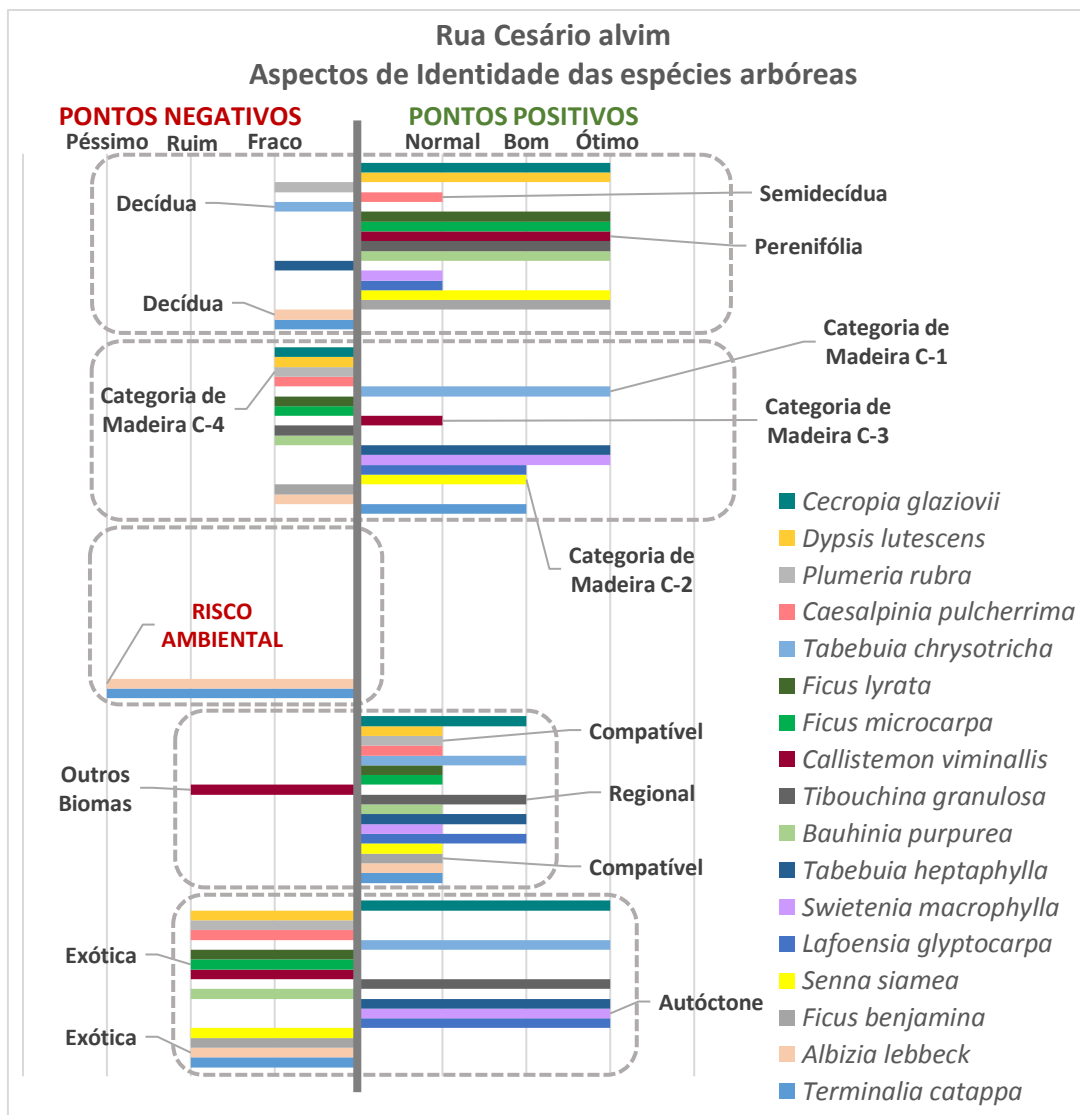 Rua Cesário alvim
Aspectos de Identidade das espécies arbóreas
PONTOS NEGATIVOS
PONTOS POSITIVOS
Péssimo
Ruim
Fraco
Normal
Bom
Ótimo
Decídua
Semidecídua
Perenifólia
Decídua
Categoria de
Madeira C-1
Categoria de
Madeira C-4
Categoria de
Madeira C-3
Categoria de
Madeira C-2
RISCO
AMBIENTAL
Compatível
Outros
Biomas
Regional
Compatível
Exótica
Autóctone
Exótica
Cecropia glaziovii
Dypsis lutescens
Plumeria rubra
Caesalpinia pulcherrima
Tabebuia chrysotricha
Ficus lyrata
Ficus microcarpa
Callistemon viminallis
Tibouchina granulosa
Bauhinia purpurea
Tabebuia heptaphylla
Swietenia macrophylla
Lafoensia glyptocarpa
Senna siamea
Ficus benjamina
Albizia lebbeck
Terminalia catappa